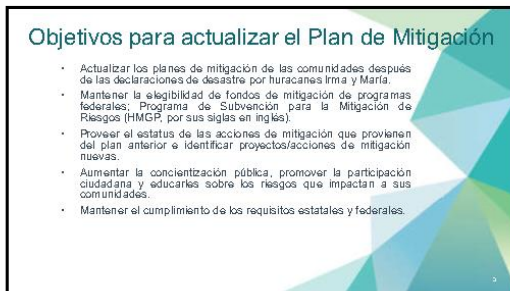 Objetivos para actualizar el Plan de Mitigación
• Actualizar los planes de mitigación de las comunidades después
de las declaraciones de desastre por huracanes Irma y María.
• Mantener la elegibilidad de fondos de mitigación de programas
federales; Programa de Subvención para la Mitigación de
Riesgos (HMGP, por sus siglas en inglés).
• Proveer el estatus de las acciones de mitigación que provienen
del plan anterior e identificar proyectos/acciones de mitigación
nuevas.
• Aumentar la concientización pública, promover la participación
ciudadana y educarles sobre los riesgos que impactan a sus
comunidades.
• Mantener el cumplimiento de los requisitos estatales y federales.